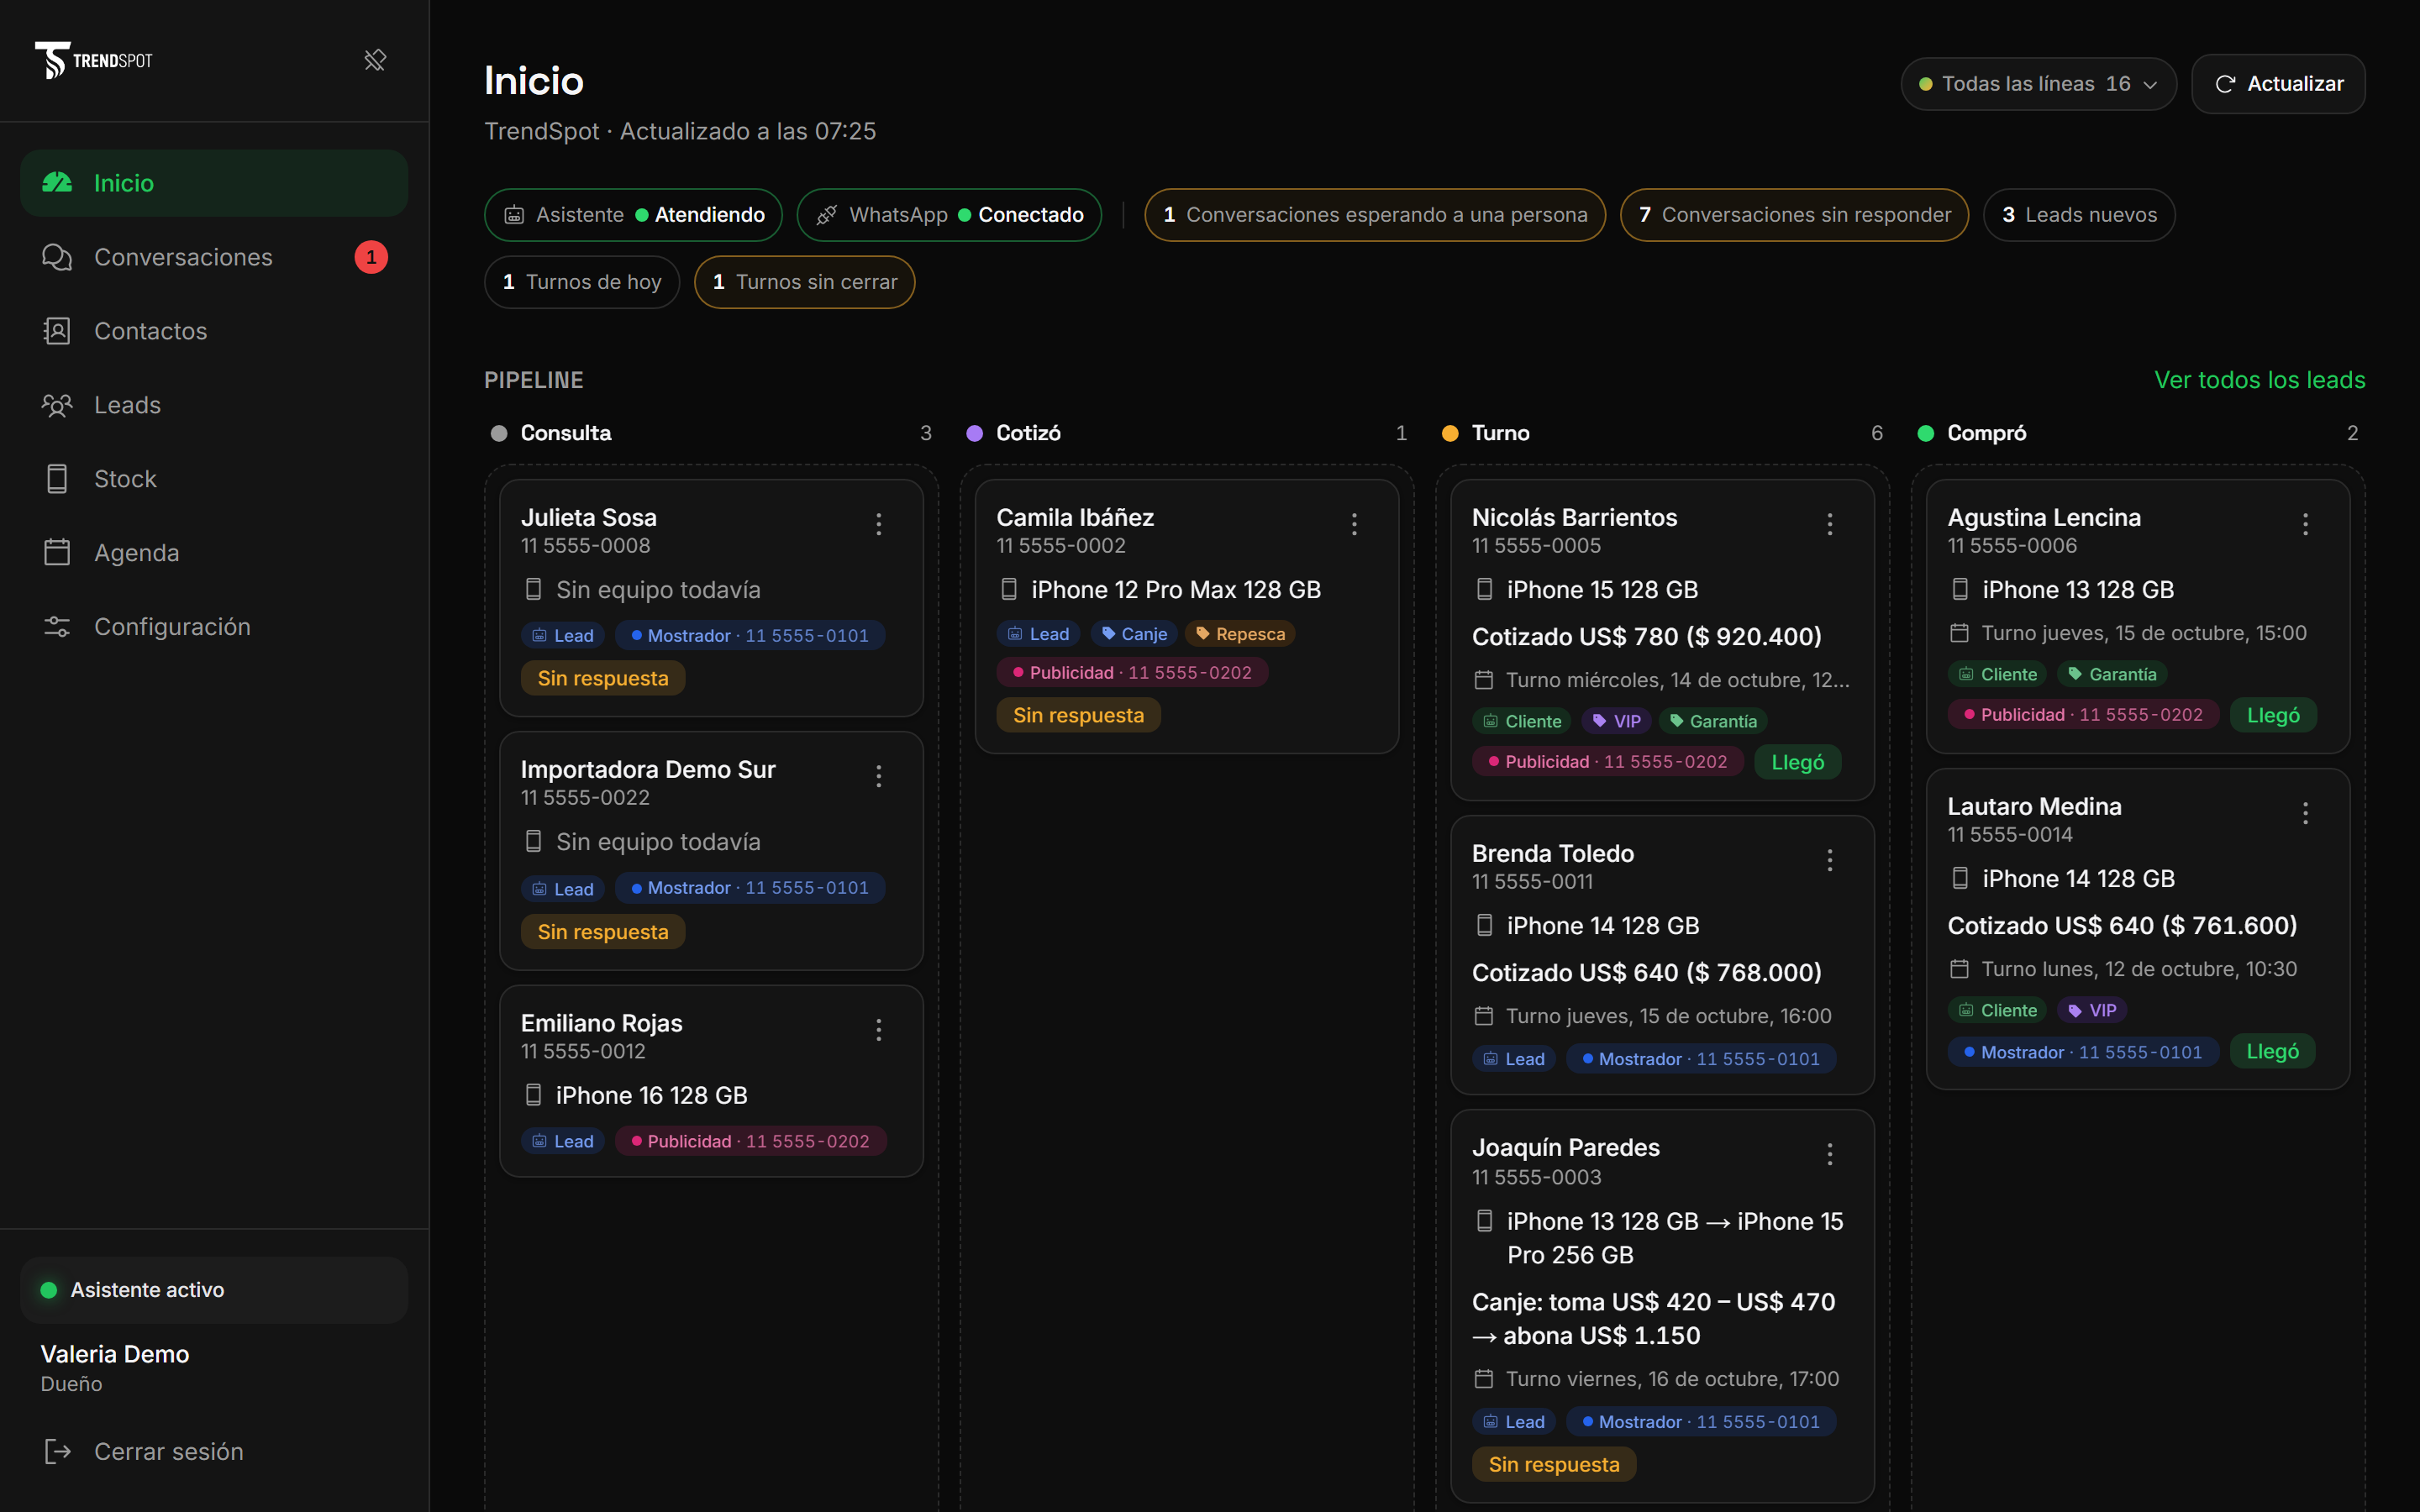 TRENDSPOT
Inicio
Conversaciones 1
Contactos
Leads
Stock
Agenda
Configuración
Asistente activo
Valeria Demo
Dueño
Cerrar sesión
Inicio
TrendSpot · Actualizado a las 07:25
Todas las líneas 16
Actualizar
Asistente Atendiendo
WhatsApp Conectado
1 Conversaciones esperando a una persona
7 Conversaciones sin responder
3 Leads nuevos
1 Turnos de hoy
1 Turnos sin cerrar
PIPELINE
Ver todos los leads
Consulta 3
Julieta Sosa
11 5555-0008
Sin equipo todavía
Lead Mostrador · 11 5555-0101
Sin respuesta
Importadora Demo Sur
11 5555-0022
Sin equipo todavía
Lead Mostrador · 11 5555-0101
Sin respuesta
Emiliano Rojas
11 5555-0012
iPhone 16 128 GB
Lead Publicidad · 11 5555-0202
Cotizó 1
Camila Ibáñez
11 5555-0002
iPhone 12 Pro Max 128 GB
Lead Canje Repesca
Publicidad · 11 5555-0202
Sin respuesta
Turno 6
Nicolás Barrientos
11 5555-0005
iPhone 15 128 GB
Cotizado US$ 780 ($ 920.400)
Turno miércoles, 14 de octubre, 12...
Cliente VIP Garantía
Publicidad · 11 5555-0202 Llegó
Brenda Toledo
11 5555-0011
iPhone 14 128 GB
Cotizado US$ 640 ($ 768.000)
Turno jueves, 15 de octubre, 16:00
Lead Mostrador · 11 5555-0101
Joaquín Paredes
11 5555-0003
iPhone 13 128 GB → iPhone 15
Pro 256 GB
Canje: toma US$ 420 – US$ 470
→ abona US$ 1.150
Turno viernes, 16 de octubre, 17:00
Lead Mostrador · 11 5555-0101
Sin respuesta
Compró 2
Agustina Lencina
11 5555-0006
iPhone 13 128 GB
Turno jueves, 15 de octubre, 15:00
Cliente Garantía
Publicidad · 11 5555-0202 Llegó
Lautaro Medina
11 5555-0014
iPhone 14 128 GB
Cotizado US$ 640 ($ 761.600)
Turno lunes, 12 de octubre, 10:30
Cliente VIP
Mostrador · 11 5555-0101 Llegó